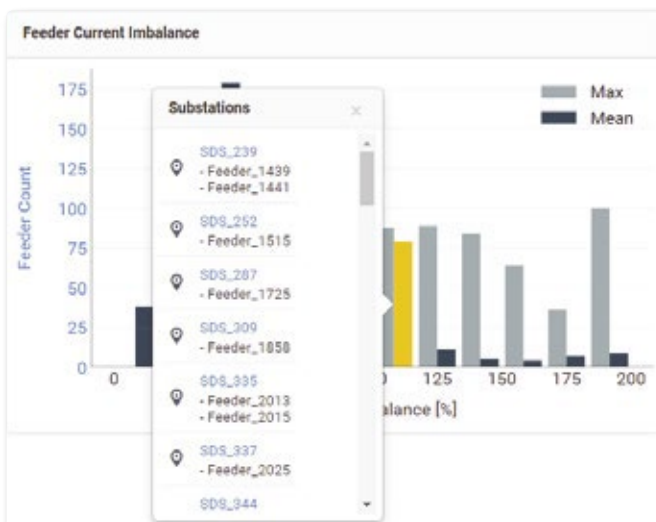 Feeder Current Imbalance
175
150
125
100
75
50
25
0
Feeder Count
Max
Mean
Substations
×
SDS_239
- Feeder_1439
- Feeder_1441
SDS_252
- Feeder_1515
SDS_287
- Feeder_1725
SDS_309
- Feeder_1858
SDS_335
- Feeder_2013
- Feeder_2015
SDS_337
- Feeder_2025
SDS_344
0
0 125 150 175 200
alance [%]